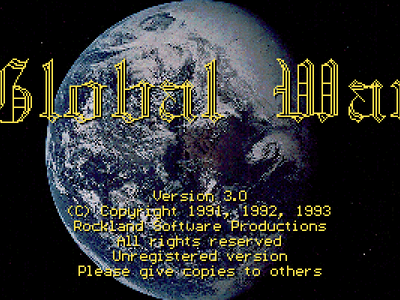 Global War
Version 3.0
(C) Copyright 1991, 1992, 1993
Rockland Software Productions
All rights reserved
Unregistered version
Please give copies to others